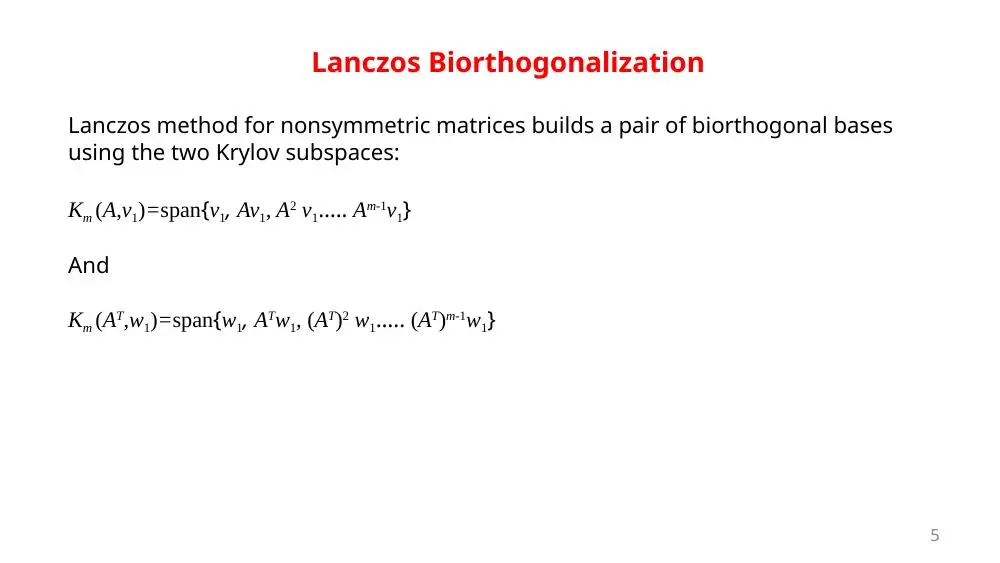 Lanczos Biorthogonalization
Lanczos method for nonsymmetric matrices builds a pair of biorthogonal bases
using the two Krylov subspaces:
Kₘ (A,v₁)=span{v₁, Av₁, A² v₁..... Aᵐ⁻¹v₁}
And
Kₘ (Aᵀ,w₁)=span{w₁, Aᵀw₁, (Aᵀ)² w₁..... (Aᵀ)ᵐ⁻¹w₁}
5